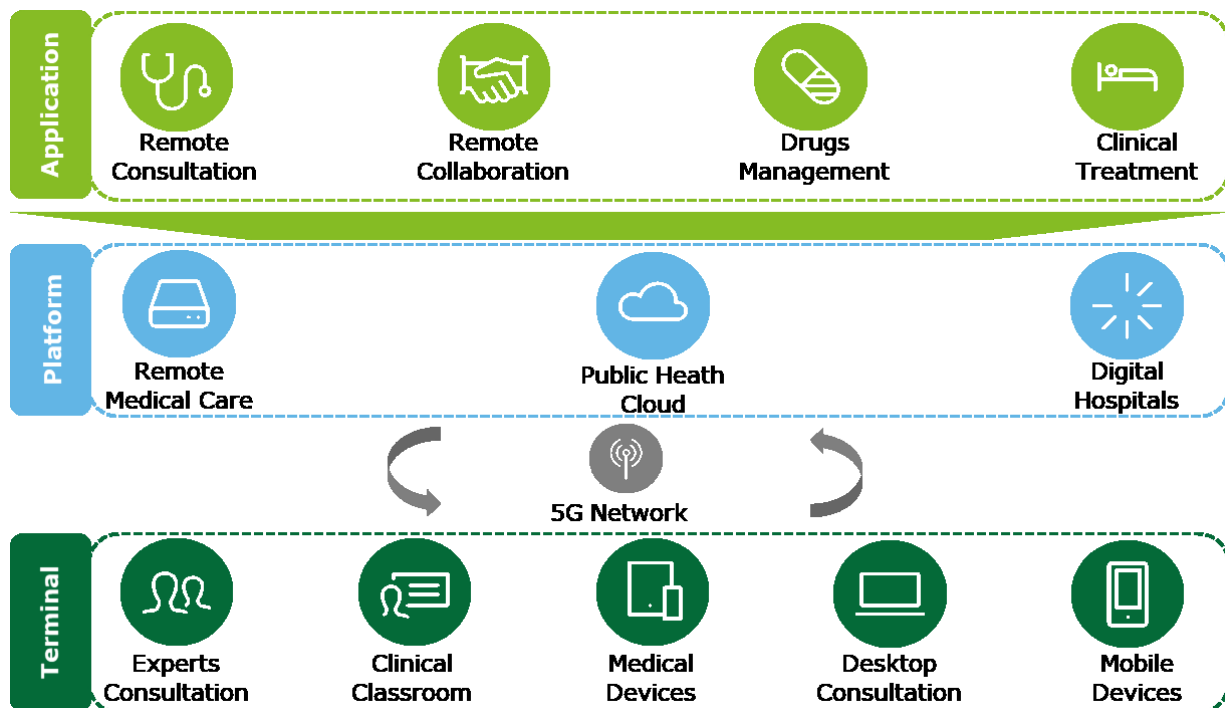 Application
Remote
Consultation
Remote
Collaboration
Drugs
Management
Clinical
Treatment
Platform
Remote
Medical Care
Public Heath
Cloud
Digital
Hospitals
5G Network
Terminal
Experts
Consultation
Clinical
Classroom
Medical
Devices
Desktop
Consultation
Mobile
Devices